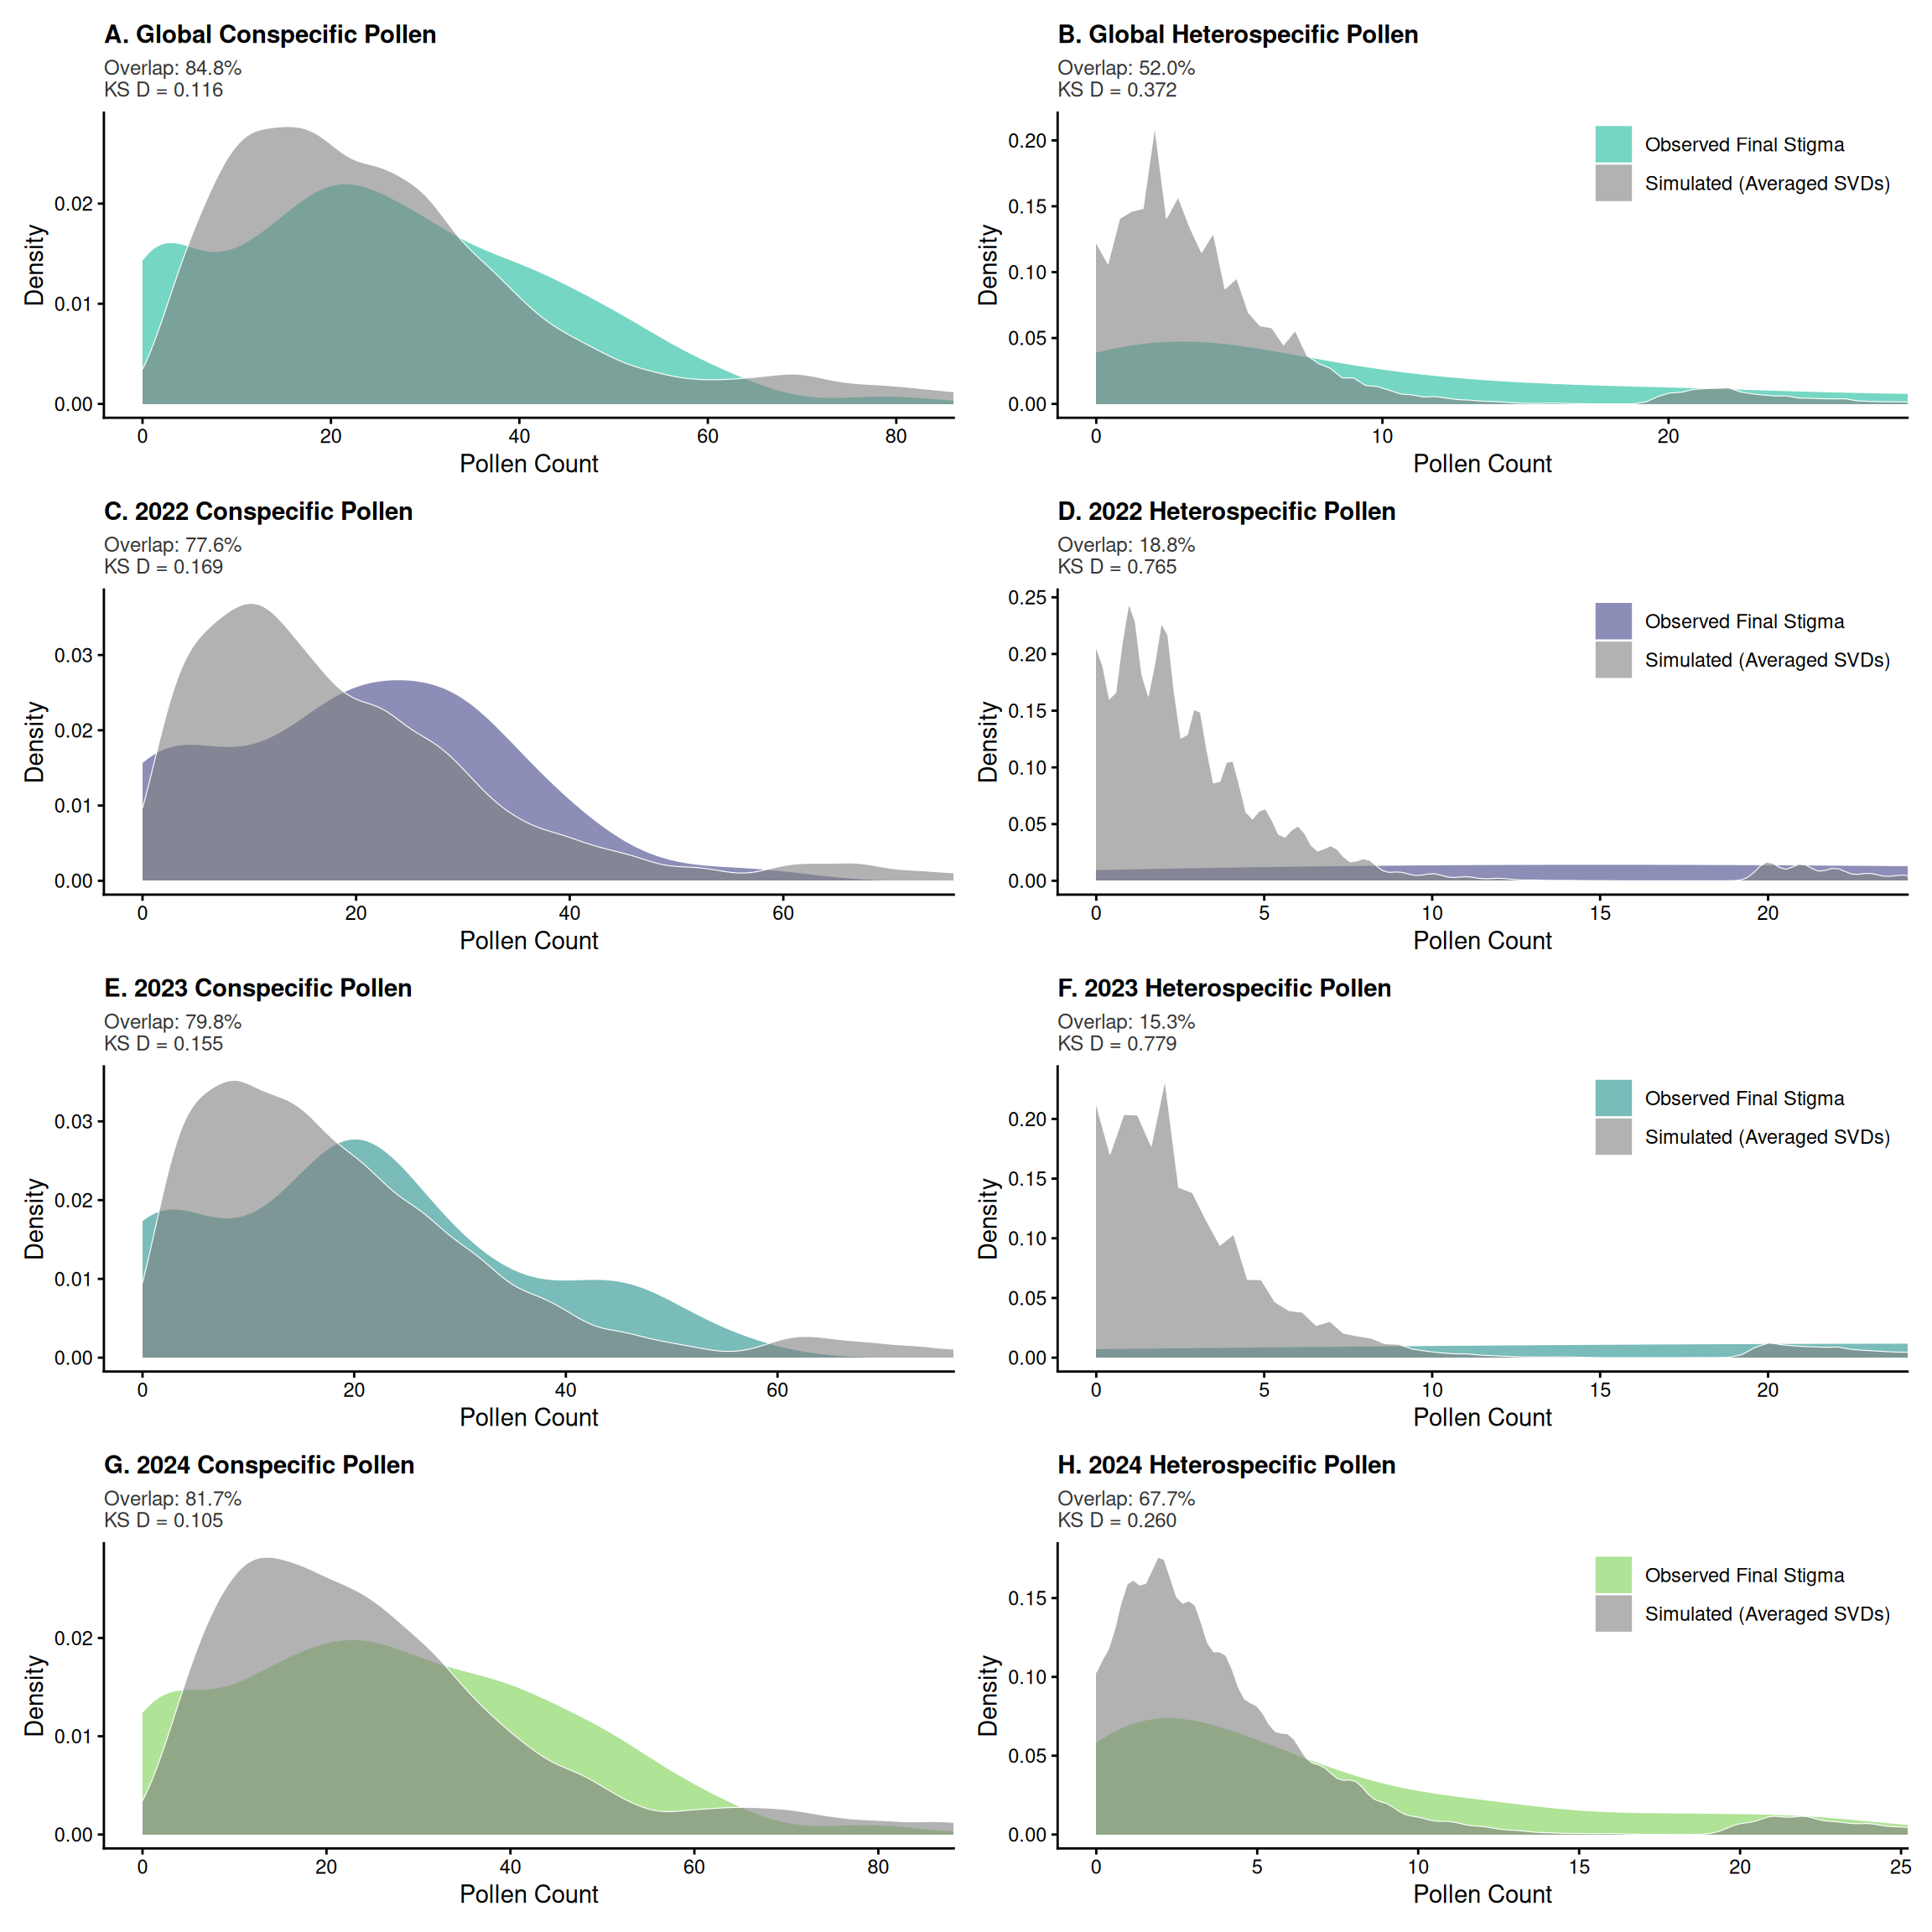 A. Global Conspecific Pollen
Overlap: 84.8%
KS D = 0.116
Density
0.02
0.01
0.00
0 20 40 60 80
Pollen Count
B. Global Heterospecific Pollen
Overlap: 52.0%
KS D = 0.372
Density
0.20
0.15
0.10
0.05
0.00
0 10 20
Pollen Count
Observed Final Stigma
Simulated (Averaged SVDs)
C. 2022 Conspecific Pollen
Overlap: 77.6%
KS D = 0.169
Density
0.03
0.02
0.01
0.00
0 20 40 60
Pollen Count
D. 2022 Heterospecific Pollen
Overlap: 18.8%
KS D = 0.765
Density
0.25
0.20
0.15
0.10
0.05
0.00
0 5 10 15 20
Pollen Count
Observed Final Stigma
Simulated (Averaged SVDs)
E. 2023 Conspecific Pollen
Overlap: 79.8%
KS D = 0.155
Density
0.03
0.02
0.01
0.00
0 20 40 60
Pollen Count
F. 2023 Heterospecific Pollen
Overlap: 15.3%
KS D = 0.779
Density
0.20
0.15
0.10
0.05
0.00
0 5 10 15 20
Pollen Count
Observed Final Stigma
Simulated (Averaged SVDs)
G. 2024 Conspecific Pollen
Overlap: 81.7%
KS D = 0.105
Density
0.02
0.01
0.00
0 20 40 60 80
Pollen Count
H. 2024 Heterospecific Pollen
Overlap: 67.7%
KS D = 0.260
Density
0.15
0.10
0.05
0.00
0 5 10 15 20 25
Pollen Count
Observed Final Stigma
Simulated (Averaged SVDs)